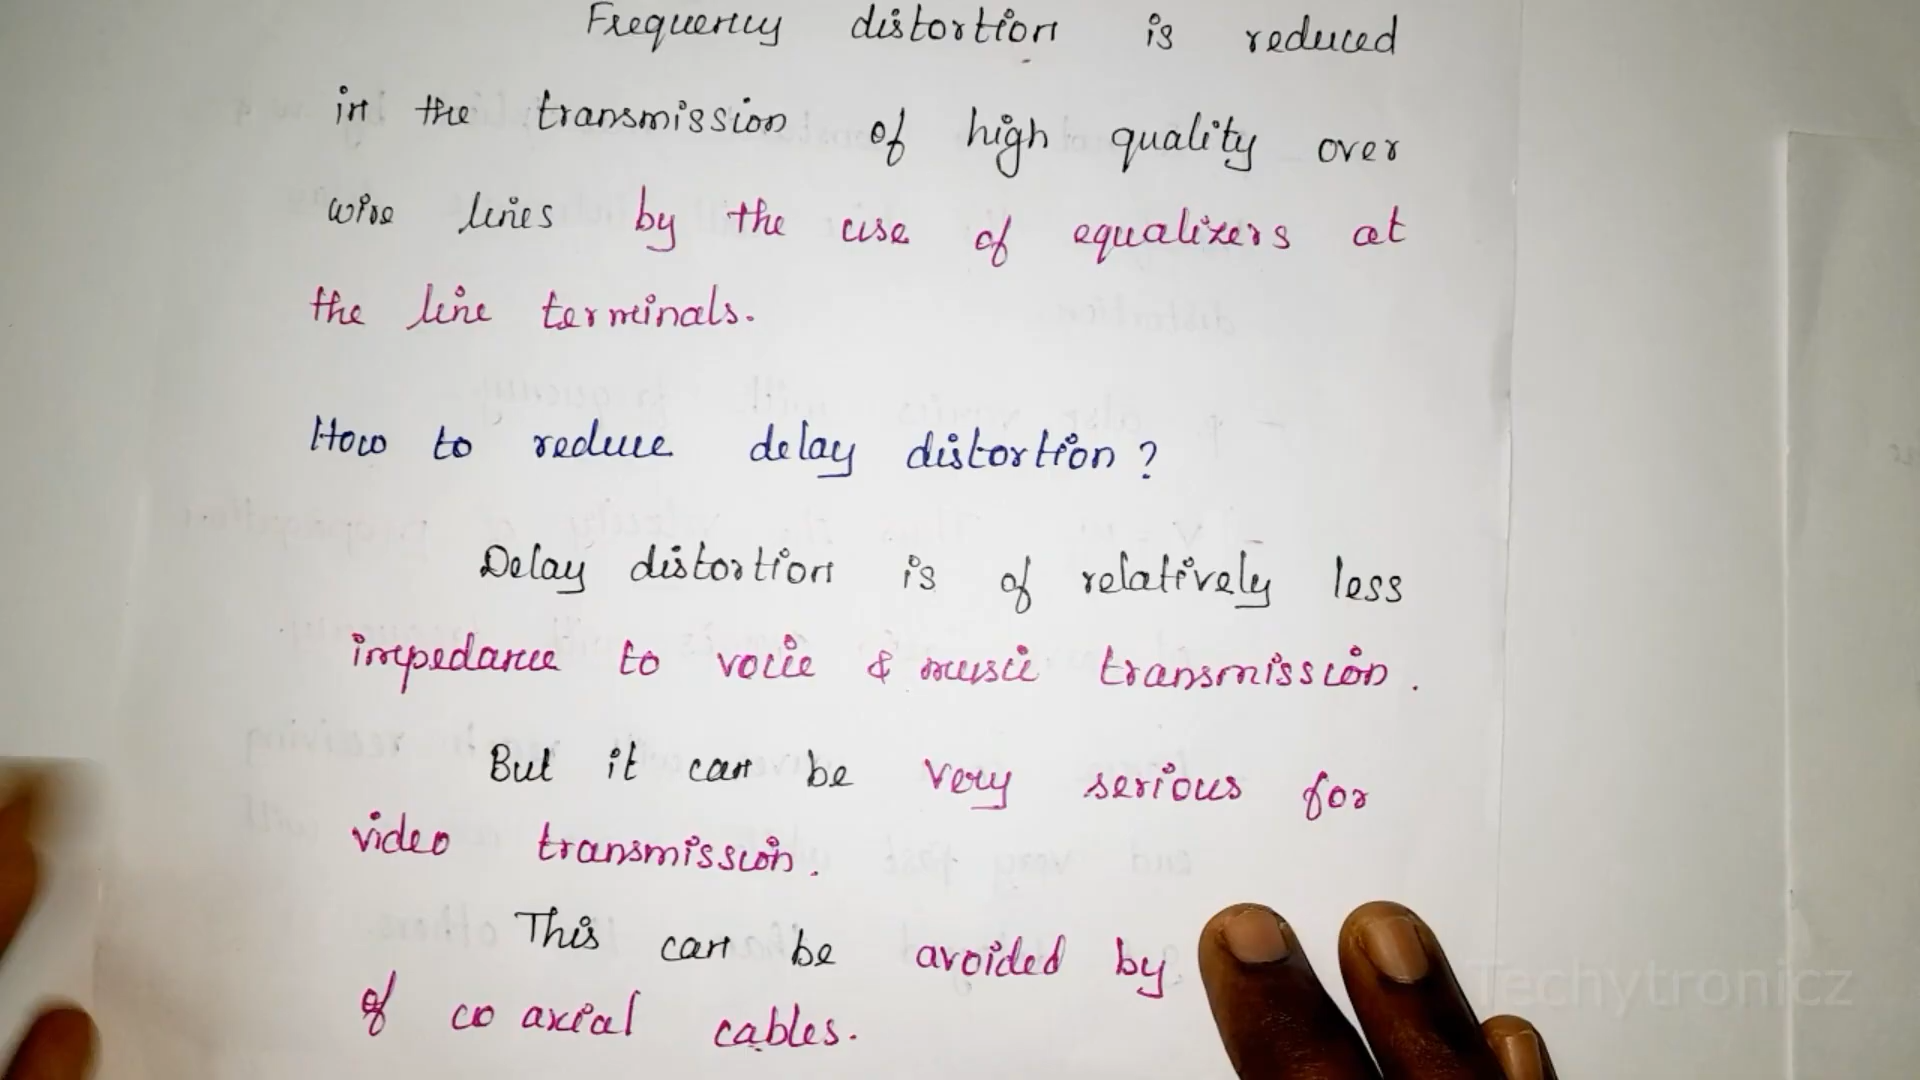 Frequency distortion is reduced
in the transmission of high quality over
wire lines by the use of equalizers at
the line terminals.
How to reduce delay distortion?
Delay distortion is of relatively less
impedance to voice & music transmission.
But it can be very serious for
video transmission.
This can be avoided by
of co axial cables.
Techytronicz